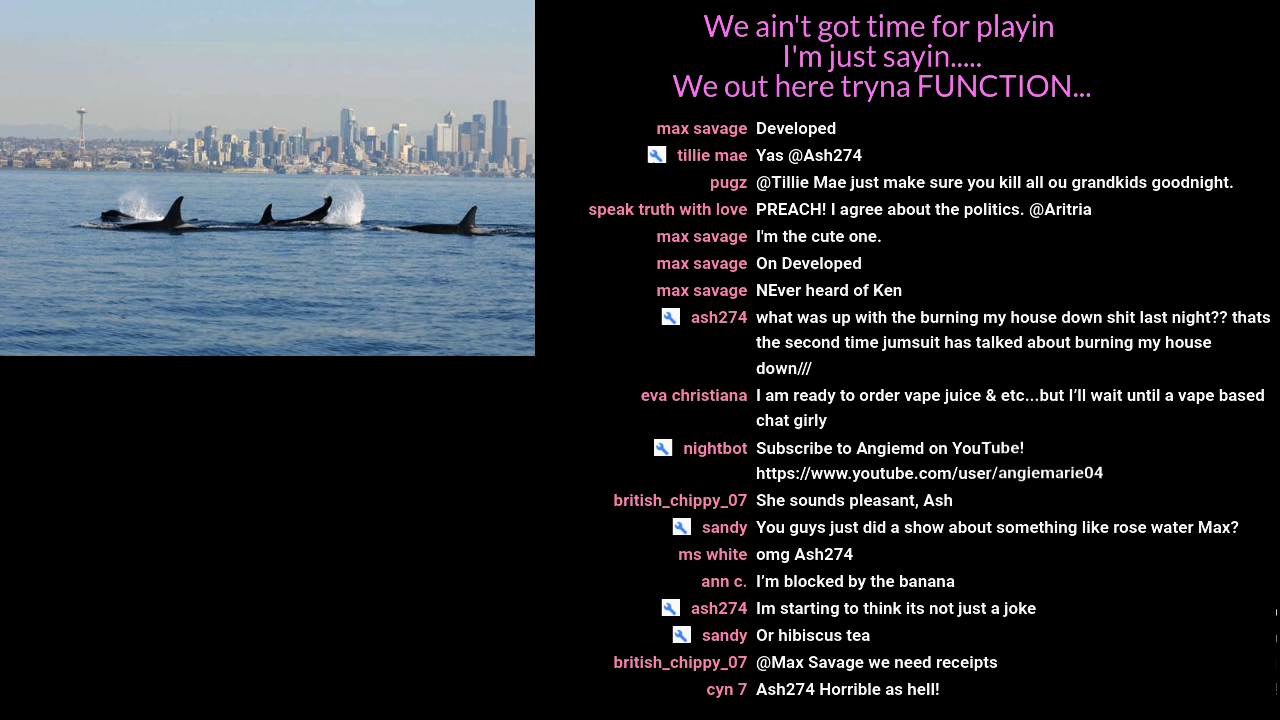 We ain't got time for playin
I'm just sayin.....
We out here tryna FUNCTION...
max savage Developed
tillie mae Yas @Ash274
pugz @Tillie Mae just make sure you kill all ou grandkids goodnight.
speak truth with love PREACH! I agree about the politics. @Aritria
max savage I'm the cute one.
max savage On Developed
max savage NEver heard of Ken
ash274 what was up with the burning my house down shit last night?? thats
the second time jumsuit has talked about burning my house
down///
eva christiana I am ready to order vape juice & etc...but I’ll wait until a vape based
chat girly
nightbot Subscribe to Angiemd on YouTube!
https://www.youtube.com/user/angiemarie04
british_chippy_07 She sounds pleasant, Ash
sandy You guys just did a show about something like rose water Max?
ms white omg Ash274
ann c. I’m blocked by the banana
ash274 Im starting to think its not just a joke
sandy Or hibiscus tea
british_chippy_07 @Max Savage we need receipts
cyn 7 Ash274 Horrible as hell!